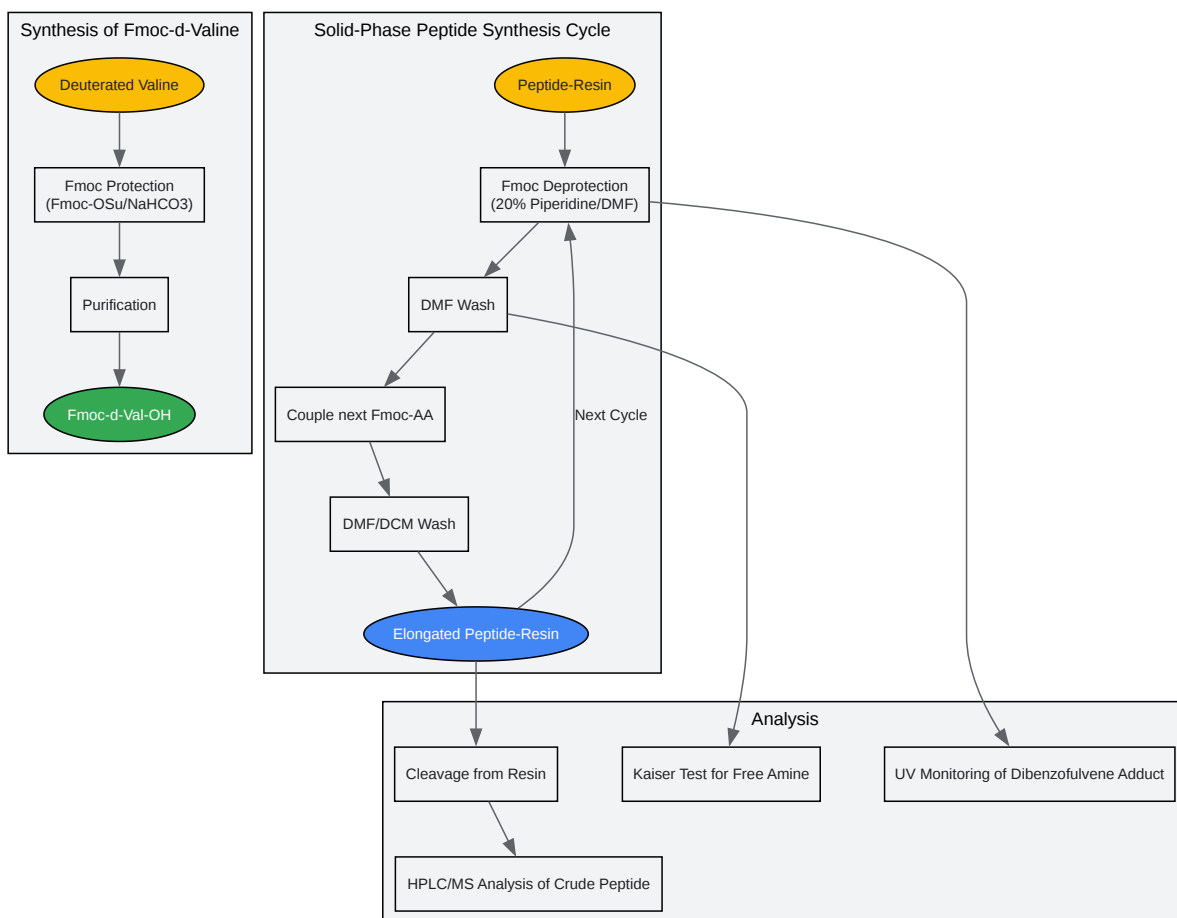 Synthesis of Fmoc-d-Valine
Deuterated Valine
Fmoc Protection
(Fmoc-OSu/NaHCO3)
Purification
Fmoc-d-Val-OH
Solid-Phase Peptide Synthesis Cycle
Peptide-Resin
Fmoc Deprotection
(20% Piperidine/DMF)
DMF Wash
Couple next Fmoc-AA
Next Cycle
DMF/DCM Wash
Elongated Peptide-Resin
Analysis
Cleavage from Resin
Kaiser Test for Free Amine
UV Monitoring of Dibenzofulvene Adduct
HPLC/MS Analysis of Crude Peptide